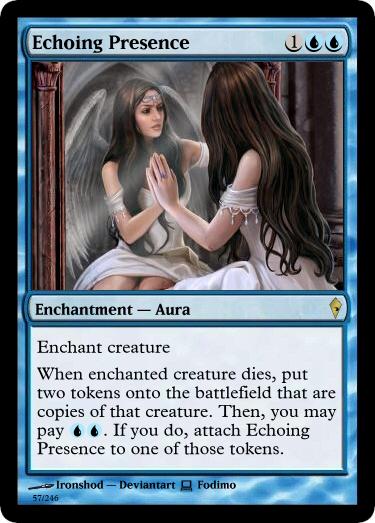 Echoing Presence 1
Enchantment — Aura
Enchant creature
When enchanted creature dies, put
two tokens onto the battlefield that are
copies of that creature. Then, you may
pay . If you do, attach Echoing
Presence to one of those tokens.
Ironshod — Deviantart Fodimo
57/246